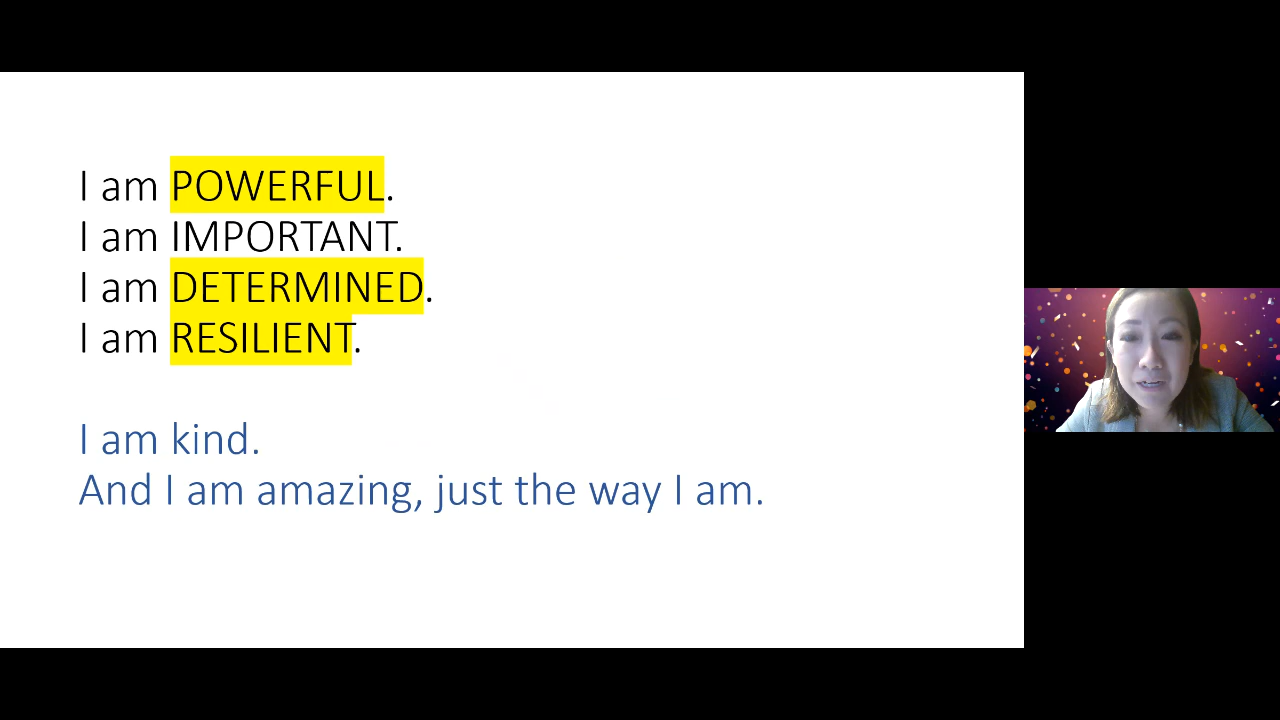 I am POWERFUL.
I am IMPORTANT.
I am DETERMINED.
I am RESILIENT.
I am kind.
And I am amazing, just the way I am.